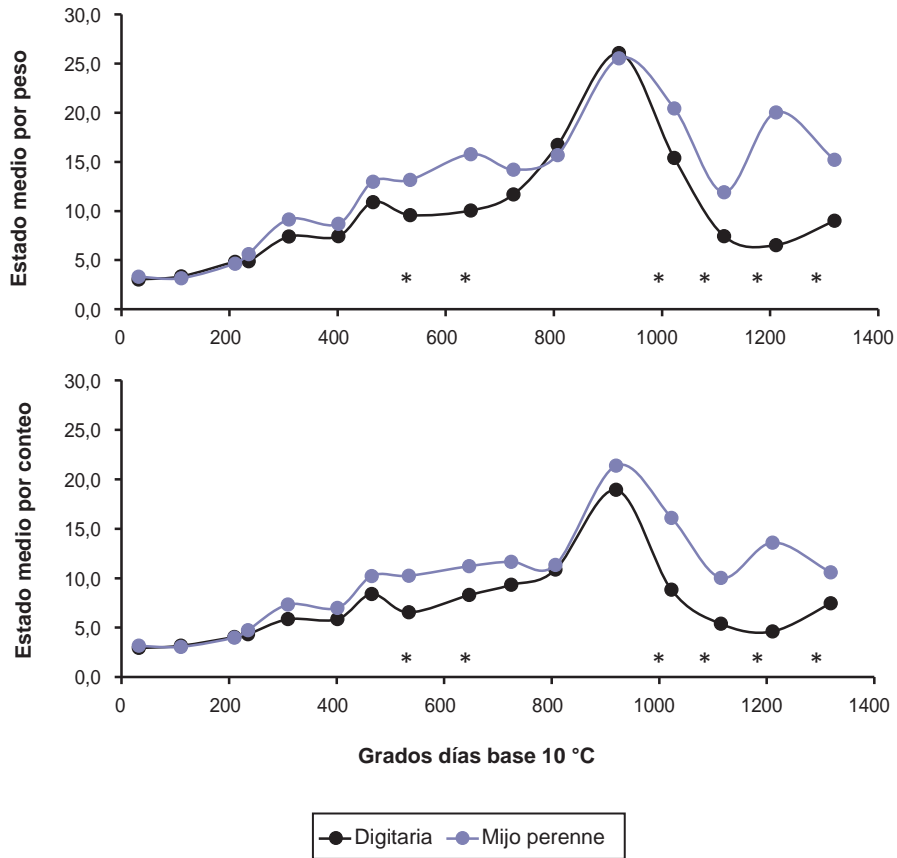 Estado medio por peso
30,0
25,0
20,0
15,0
10,0
5,0
0,0
* * * * * *
0 200 400 600 800 1000 1200 1400
Estado medio por conteo
30,0
25,0
20,0
15,0
10,0
5,0
0,0
* * * * * *
0 200 400 600 800 1000 1200 1400
Grados días base 10 °C
Digitaria Mijo perenne